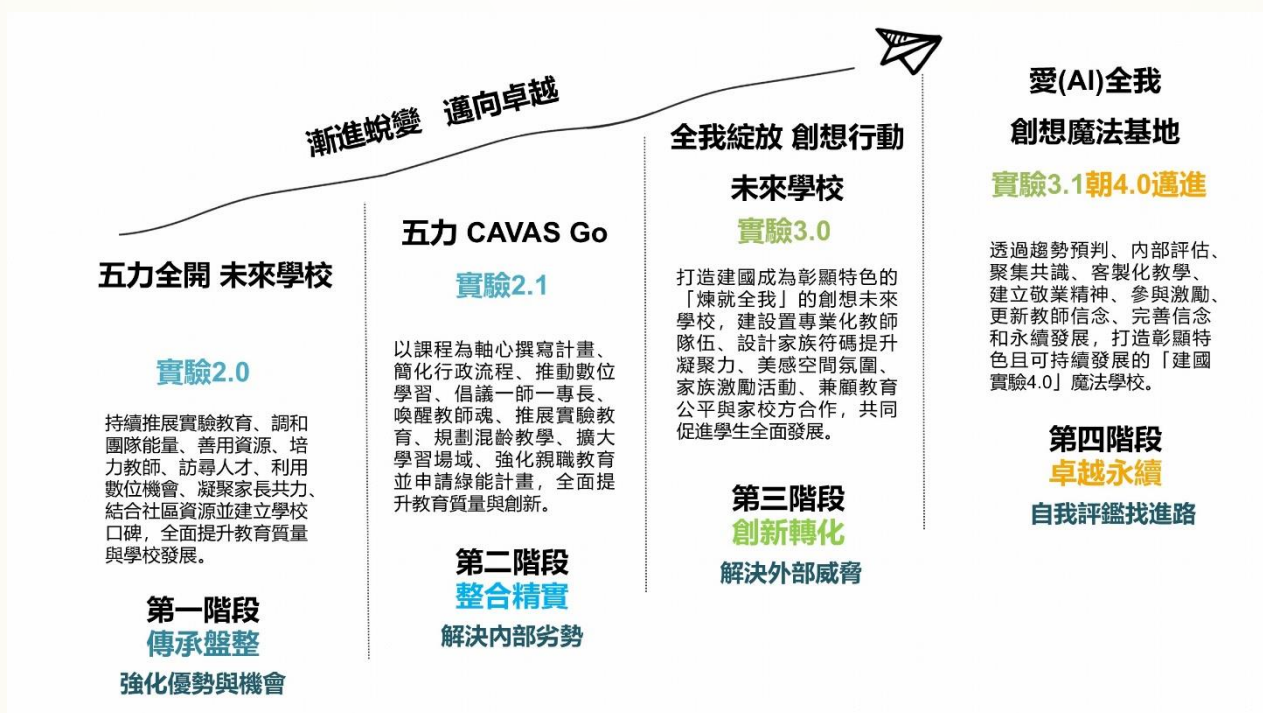 漸進蛻變 邁向卓越
五力全開 未來學校
實驗2.0
持續推展實驗教育、調和
團隊能量、善用資源、培
力教師、訪尋人才、利用
數位機會、凝聚家長共力、
結合社區資源並建立學校
口碑，全面提升教育質量
與學校發展。
第一階段
傳承盤整
強化優勢與機會
五力 CAVAS Go
實驗2.1
以課程為軸心撰寫計畫、
簡化行政流程、推動數位
學習、倡議一師一專長、
喚醒教師魂、推展實驗教
育、規劃混齡教學、擴大
學習場域、強化親職教育
並申請綠能計畫，全面提
升教育質量與創新。
第二階段
整合精實
解決內部劣勢
全我綻放 創想行動
未來學校
實驗3.0
打造建國成為彰顯特色的
「煉就全我」的創想未來
學校，建設置專業化教師
隊伍、設計家族符碼提升
凝聚力、美感空間氛圍、
家族激勵活動、兼顧教育
公平與家校方合作，共同
促進學生全面發展。
第三階段
創新轉化
解決外部威脅
愛(AI)全我
創想魔法基地
實驗3.1朝4.0邁進
透過趨勢預判、內部評估、
聚集共識、客製化教學、
建立敬業精神、參與激勵、
更新教師信念、完善信念
和永續發展，打造彰顯特
色且可持續發展的「建國
實驗4.0」魔法學校。
第四階段
卓越永續
自我評鑑找進路